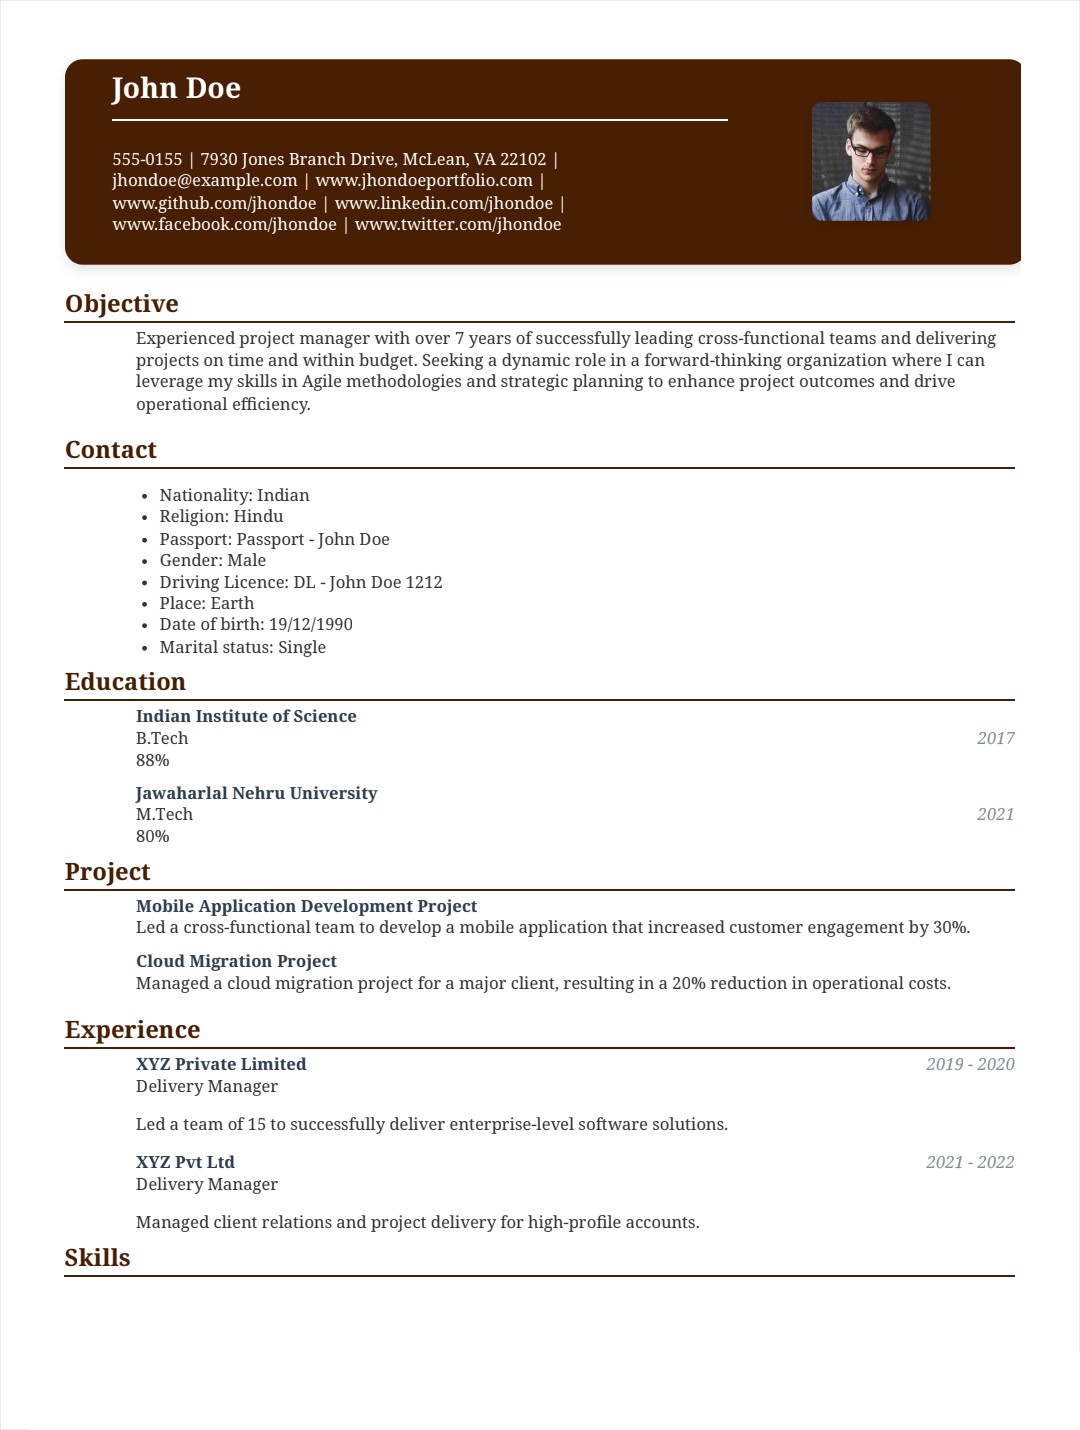 John Doe
555-0155 | 7930 Jones Branch Drive, McLean, VA 22102 |
jhondoe@example.com | www.jhondoeportfolio.com |
www.github.com/jhondoe | www.linkedin.com/jhondoe |
www.facebook.com/jhondoe | www.twitter.com/jhondoe
Objective
Experienced project manager with over 7 years of successfully leading cross-functional teams and delivering
projects on time and within budget. Seeking a dynamic role in a forward-thinking organization where I can
leverage my skills in Agile methodologies and strategic planning to enhance project outcomes and drive
operational efficiency.
Contact
• Nationality: Indian
• Religion: Hindu
• Passport: Passport - John Doe
• Gender: Male
• Driving Licence: DL - John Doe 1212
• Place: Earth
• Date of birth: 19/12/1990
• Marital status: Single
Education
Indian Institute of Science
B.Tech 2017
88%
Jawaharlal Nehru University
M.Tech 2021
80%
Project
Mobile Application Development Project
Led a cross-functional team to develop a mobile application that increased customer engagement by 30%.
Cloud Migration Project
Managed a cloud migration project for a major client, resulting in a 20% reduction in operational costs.
Experience
XYZ Private Limited 2019 - 2020
Delivery Manager
Led a team of 15 to successfully deliver enterprise-level software solutions.
XYZ Pvt Ltd 2021 - 2022
Delivery Manager
Managed client relations and project delivery for high-profile accounts.
Skills